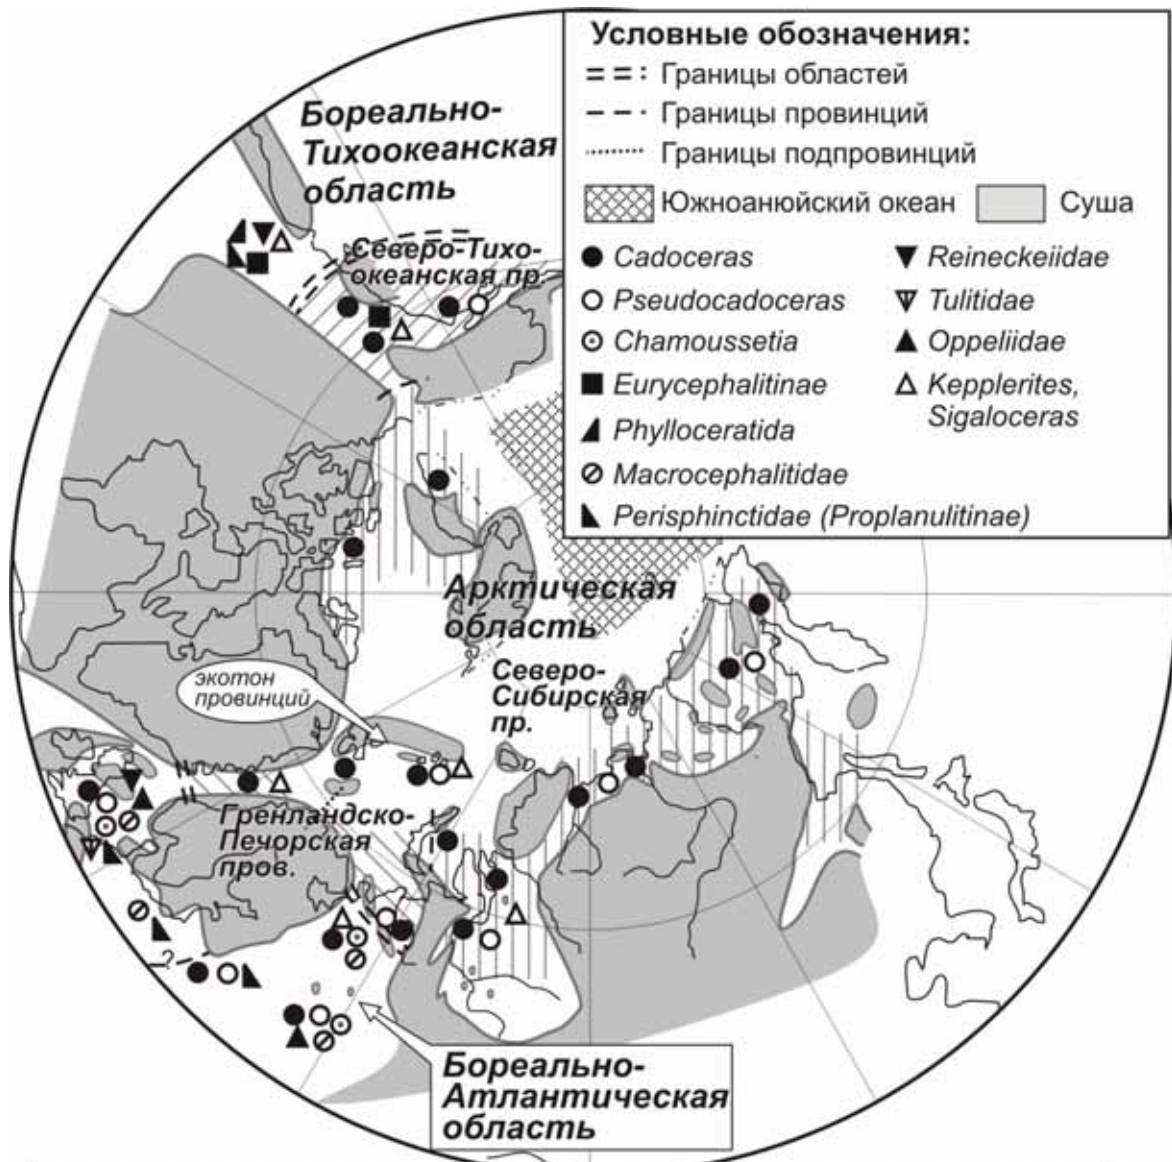 Условные обозначения:
Границы областей
Границы провинций
Границы подпровинций
Южноанюйский океан
Суша
Cadoceras
Pseudocadoceras
Chamoussetia
Eurycephalitinae
Phylloceratida
Macrocephalitidae
Perisphinctidae (Proplanulitinae)
Reineckeiidae
Tulitidae
Oppeliidae
Kepplerites,
Sigaloceras
Бореально-
Тихоокеанская
область
Северо-Тихо-
океанская пр.
Арктическая
область
Северо-
Сибирская
пр.
экотон
провинций
Гренландско-
Печорская
пров.
?
Бореально-
Атлантическая
область